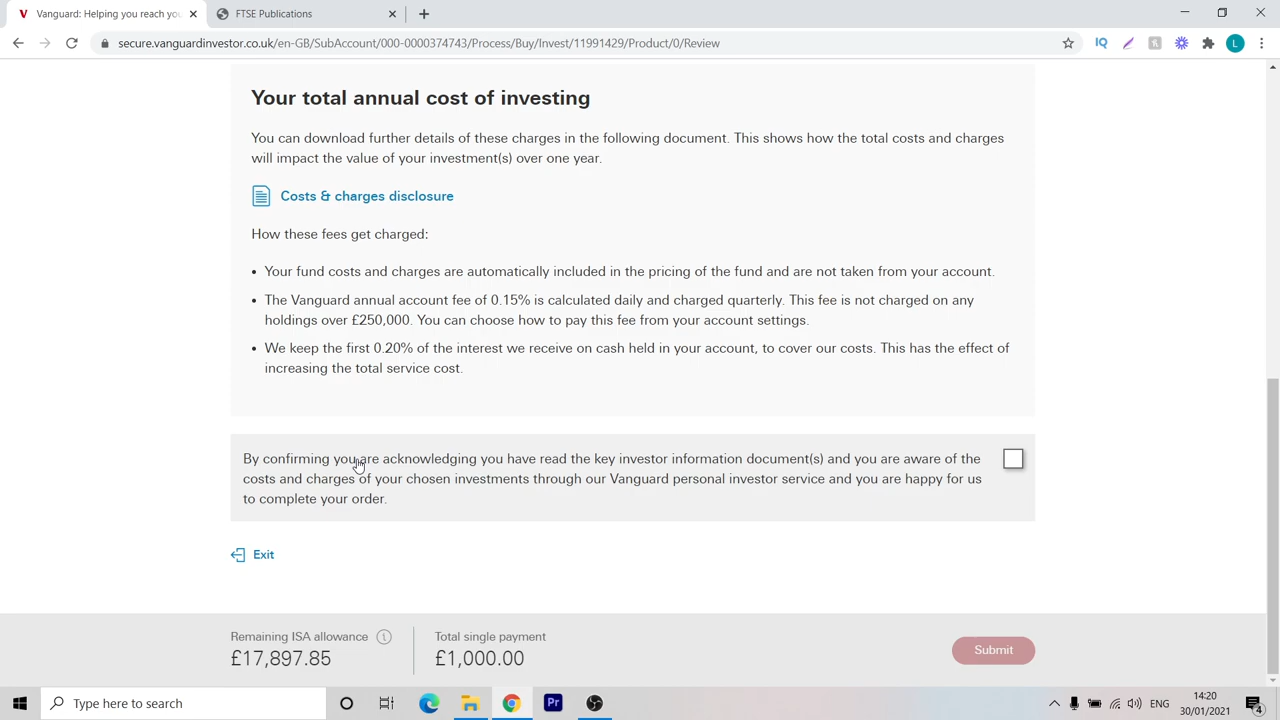 Vanguard: Helping you reach you
FTSE Publications
secure.vanguardinvestor.co.uk/en-GB/SubAccount/000-0000374743/Process/Buy/Invest/11991429/Product/0/Review
IQ
L
Your total annual cost of investing
You can download further details of these charges in the following document. This shows how the total costs and charges
will impact the value of your investment(s) over one year.
Costs & charges disclosure
How these fees get charged:
• Your fund costs and charges are automatically included in the pricing of the fund and are not taken from your account.
• The Vanguard annual account fee of 0.15% is calculated daily and charged quarterly. This fee is not charged on any
holdings over £250,000. You can choose how to pay this fee from your account settings.
• We keep the first 0.20% of the interest we receive on cash held in your account, to cover our costs. This has the effect of
increasing the total service cost.
By confirming you are acknowledging you have read the key investor information document(s) and you are aware of the
costs and charges of your chosen investments through our Vanguard personal investor service and you are happy for us
to complete your order.
Exit
Remaining ISA allowance
Total single payment
£17,897.85
£1,000.00
Submit
Type here to search
Pr
ENG
14:20
30/01/2021
4